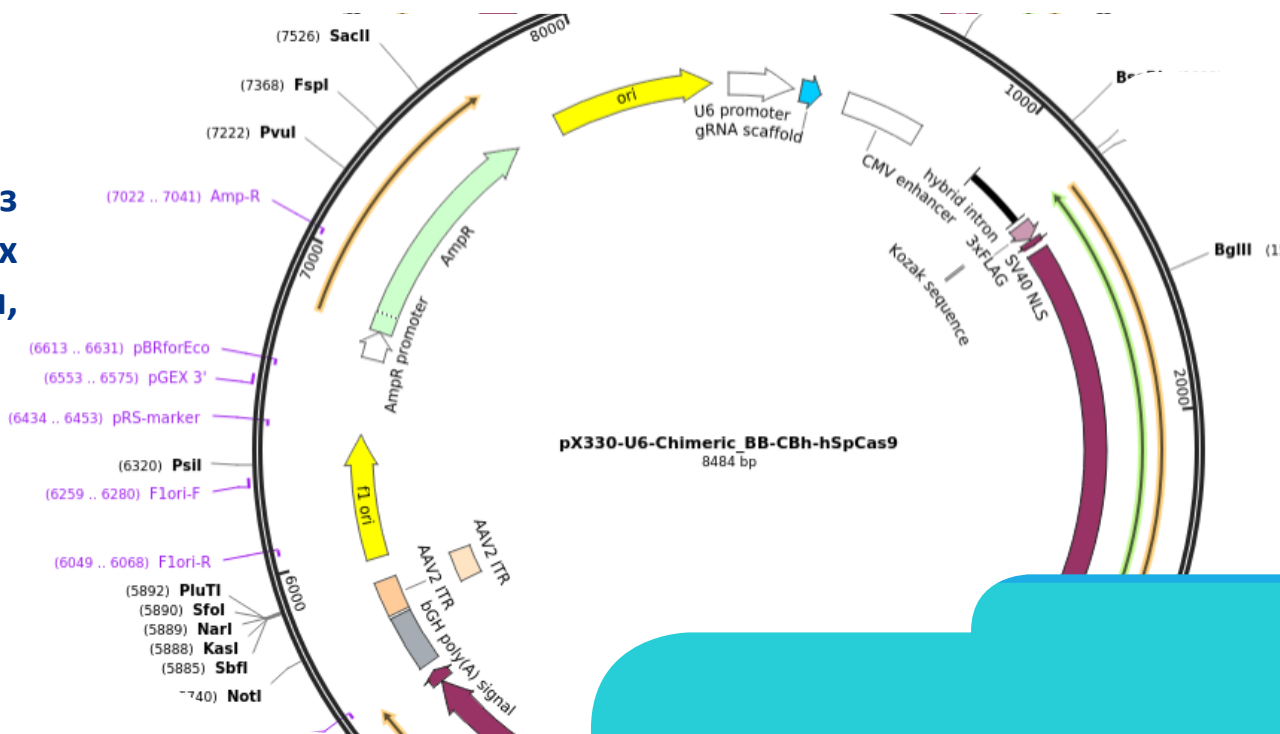 (7526) SacII
(7368) FspI
(7222) PvuI
(7022 .. 7041) Amp-R
(6613 .. 6631) pBRforEco
(6553 .. 6575) pGEX 3'
(6434 .. 6453) pRS-marker
(6320) PsiI
(6259 .. 6280) F1ori-F
(6049 .. 6068) F1ori-R
(5892) PluTI
(5890) SfoI
(5889) NarI
(5888) KasI
(5885) SbfI
NotI
8000
7000
6000
1000
2000
BglII
ori
U6 promoter
gRNA scaffold
CMV enhancer
hybrid intron
3xFLAG
SV40 NLS
Kozak sequence
AmpR
AmpR promoter
f1 ori
AAV2 ITR
AAV2 ITR
bGH poly(A) signal
pX330-U6-Chimeric_BB-CBh-hSpCas9
8484 bp